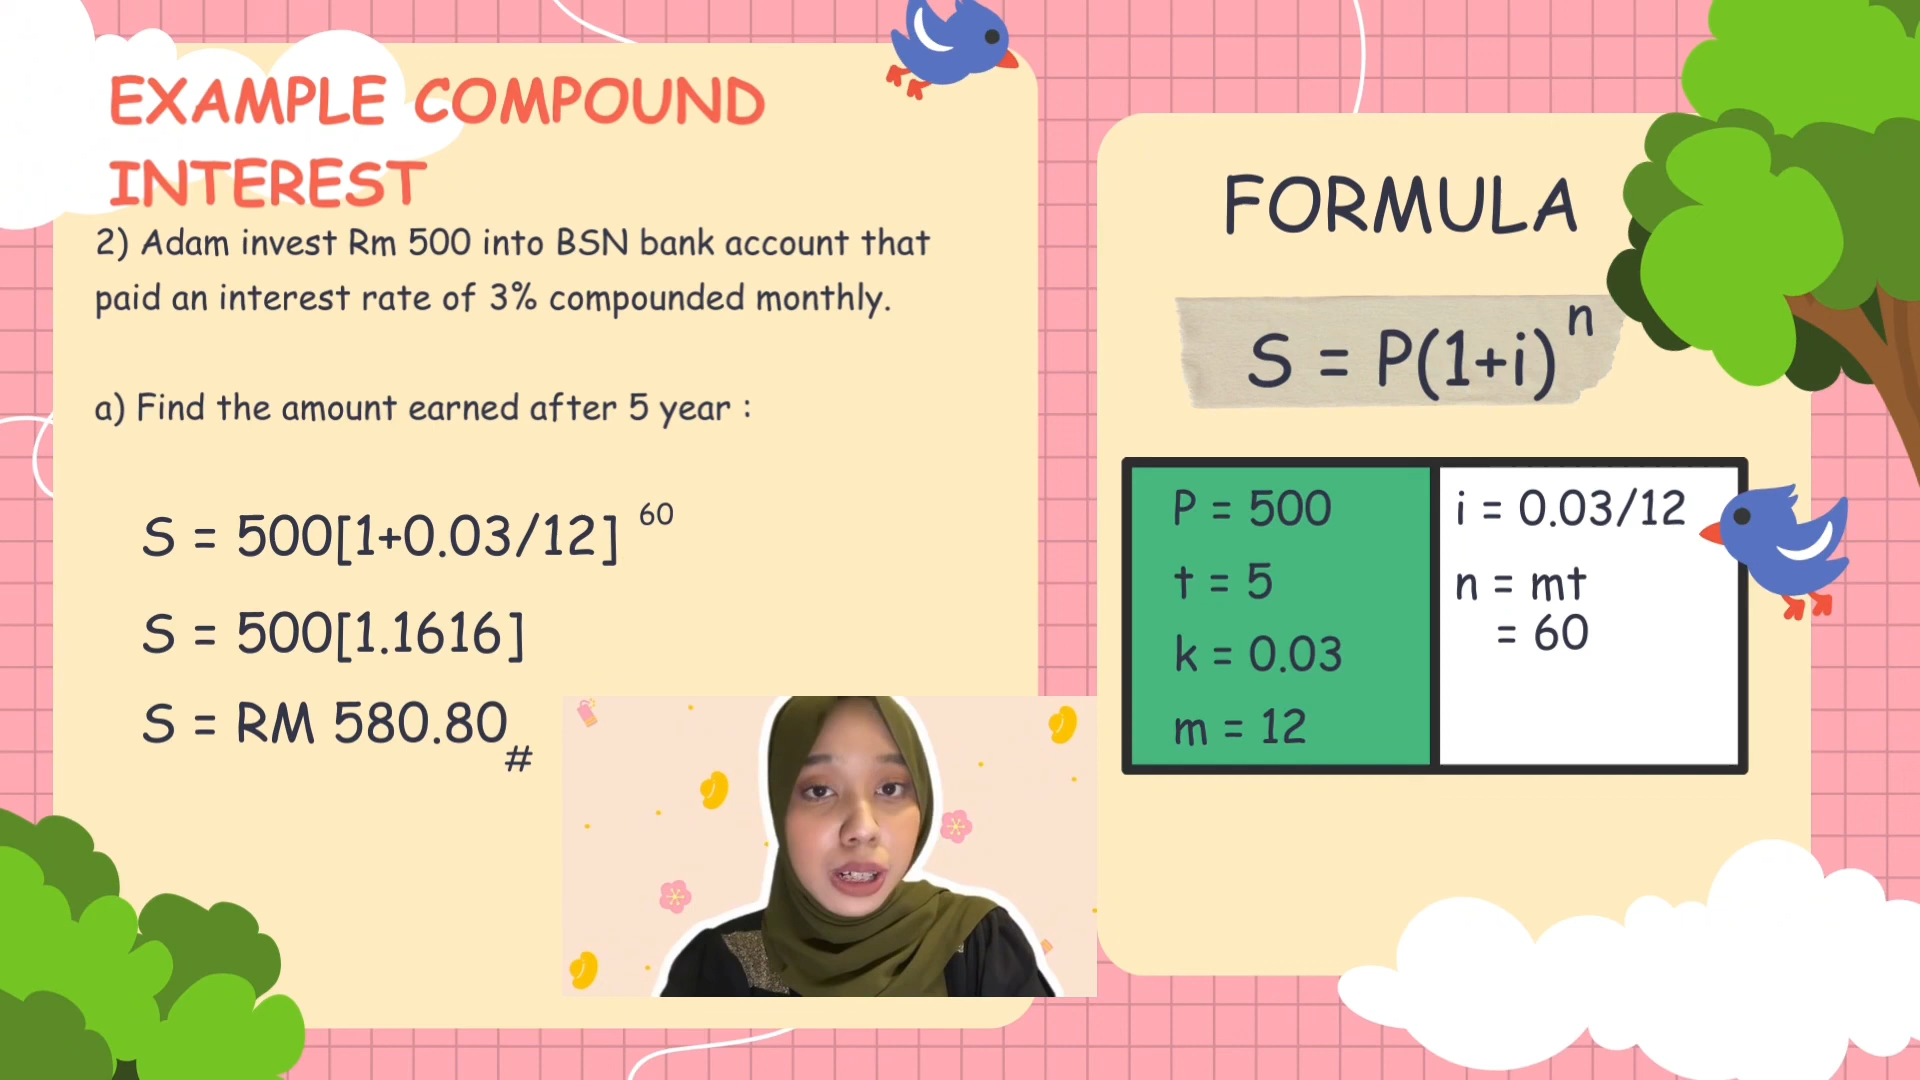 EXAMPLE COMPOUND
INTEREST
2) Adam invest Rm 500 into BSN bank account that
paid an interest rate of 3% compounded monthly.
a) Find the amount earned after 5 year :
S = 500[1+0.03/12] 60
S = 500[1.1616]
S = RM 580.80#
FORMULA
S = P(1+i)n
P = 500
t = 5
k = 0.03
m = 12
i = 0.03/12
n = mt
= 60